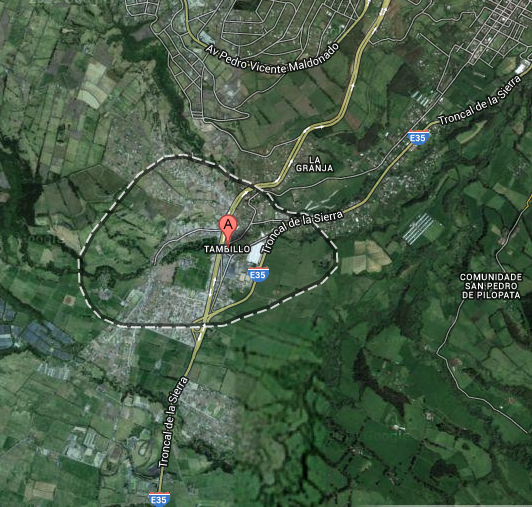 Av Pedro Vicente Maldonado
Troncal de la Sierra
E35
LA
GRANJA
Troncal de la Sierra
A
TAMBILLO
E35
COMUNIDADE
SAN PEDRO
DE PILOPATA
Troncal de la Sierra
E35